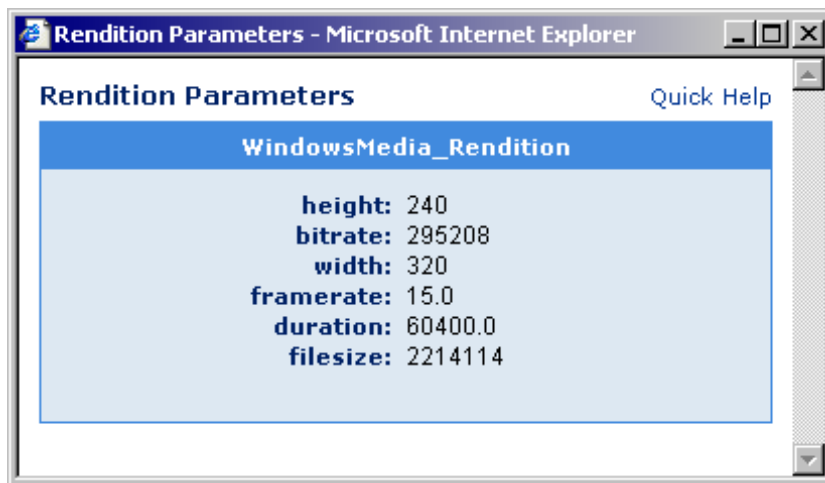 Rendition Parameters - Microsoft Internet Explorer
Rendition Parameters Quick Help
WindowsMedia_Rendition
height: 240
bitrate: 295208
width: 320
framerate: 15.0
duration: 60400.0
filesize: 2214114